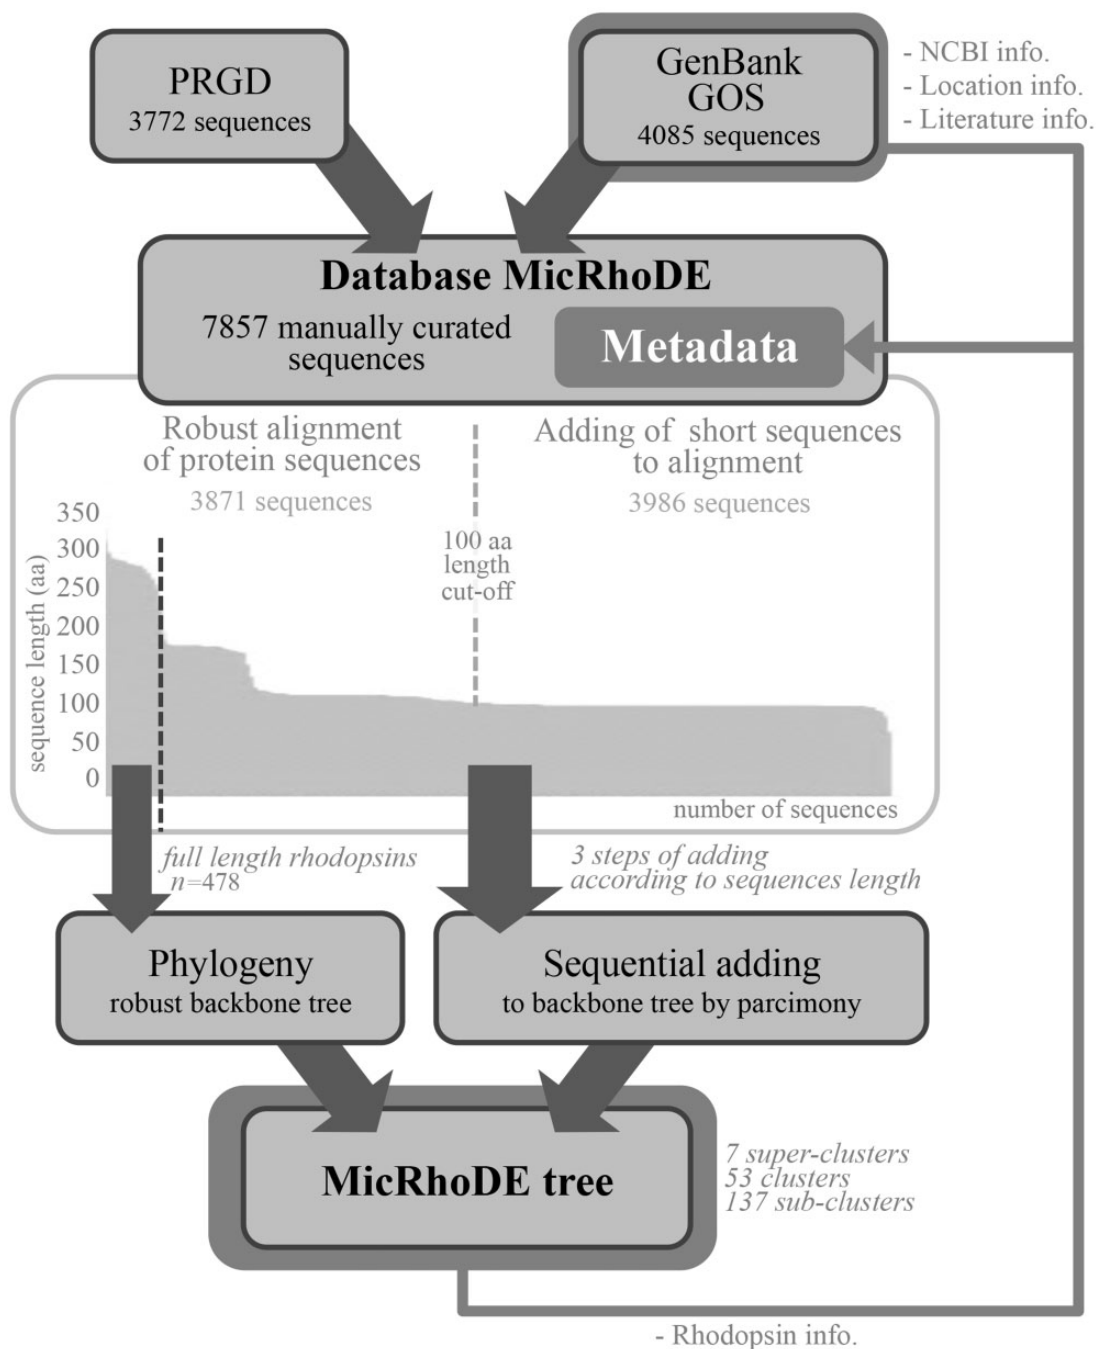 PRGD
3772 sequences
GenBank
GOS
4085 sequences
- NCBI info.
- Location info.
- Literature info.
Database MicRhoDE
7857 manually curated
sequences
Metadata
Robust alignment
of protein sequences
3871 sequences
Adding of short sequences
to alignment
3986 sequences
100 aa
length
cut-off
sequence length (aa)
350
300
250
200
150
100
50
0
number of sequences
full length rhodopsins
n=478
3 steps of adding
according to sequences length
Phylogeny
robust backbone tree
Sequential adding
to backbone tree by parcimony
MicRhoDE tree
7 super-clusters
53 clusters
137 sub-clusters
- Rhodopsin info.